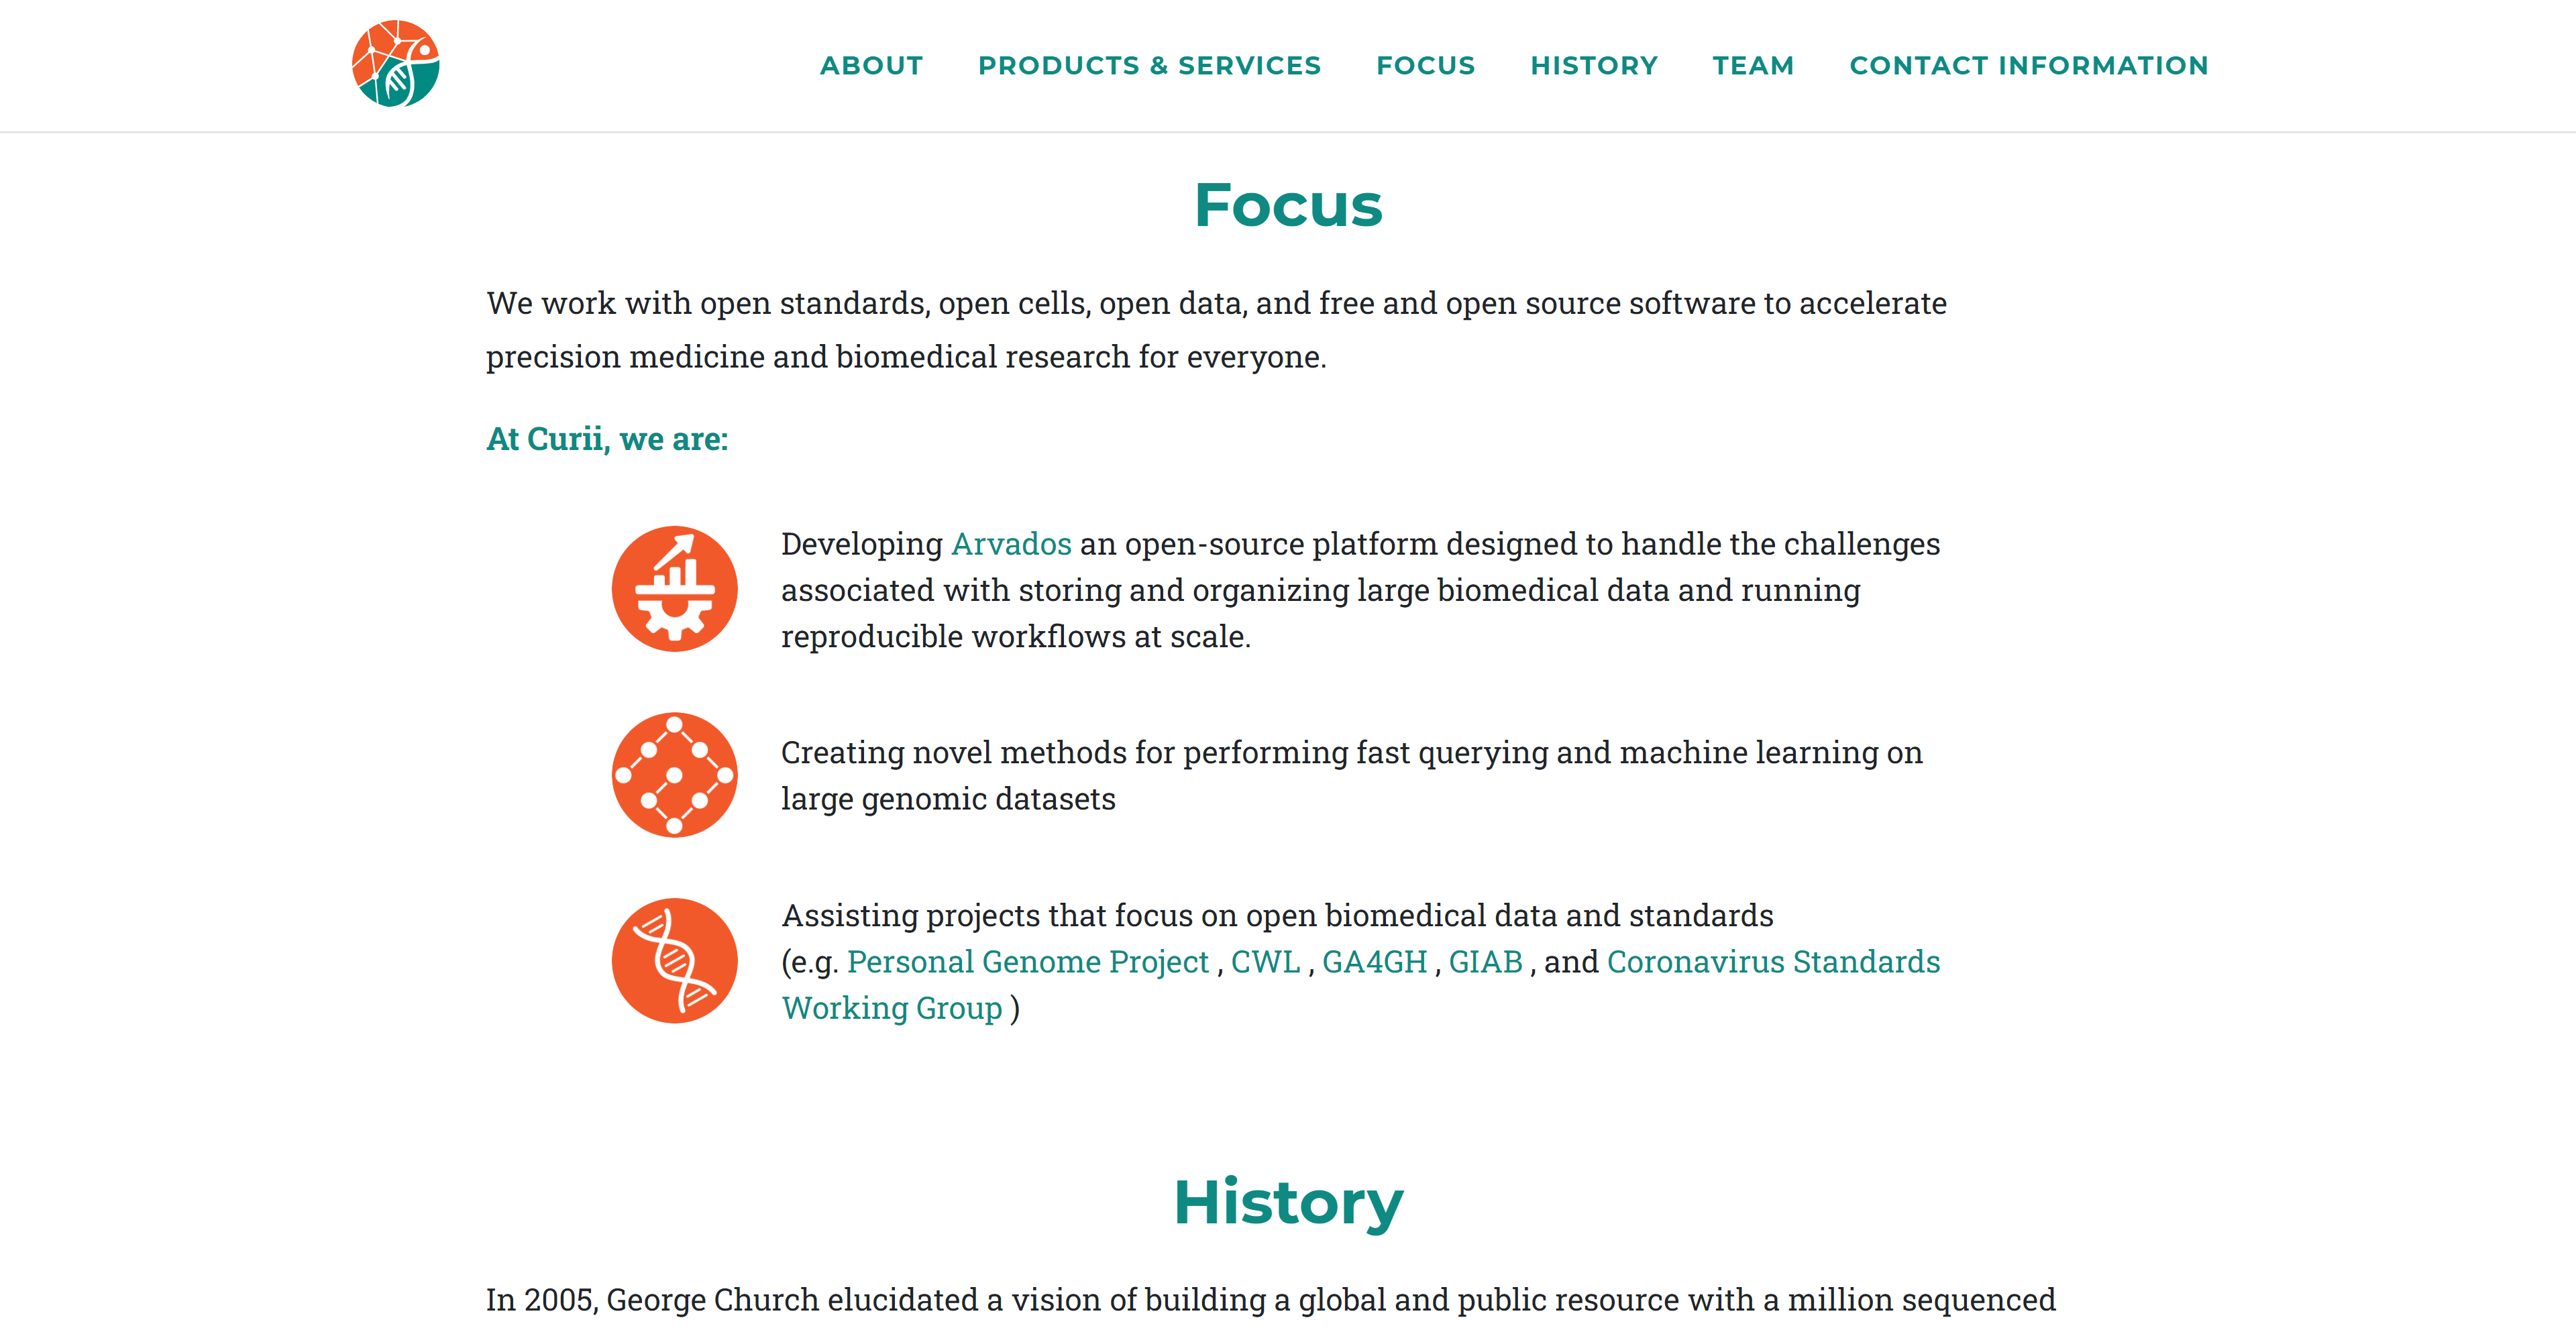 ABOUT PRODUCTS & SERVICES FOCUS HISTORY TEAM CONTACT INFORMATION
Focus
We work with open standards, open cells, open data, and free and open source software to accelerate
precision medicine and biomedical research for everyone.
At Curii, we are:
Developing Arvados an open-source platform designed to handle the challenges
associated with storing and organizing large biomedical data and running
reproducible workflows at scale.
Creating novel methods for performing fast querying and machine learning on
large genomic datasets
Assisting projects that focus on open biomedical data and standards
(e.g. Personal Genome Project , CWL , GA4GH , GIAB , and Coronavirus Standards
Working Group )
History
In 2005, George Church elucidated a vision of building a global and public resource with a million sequenced